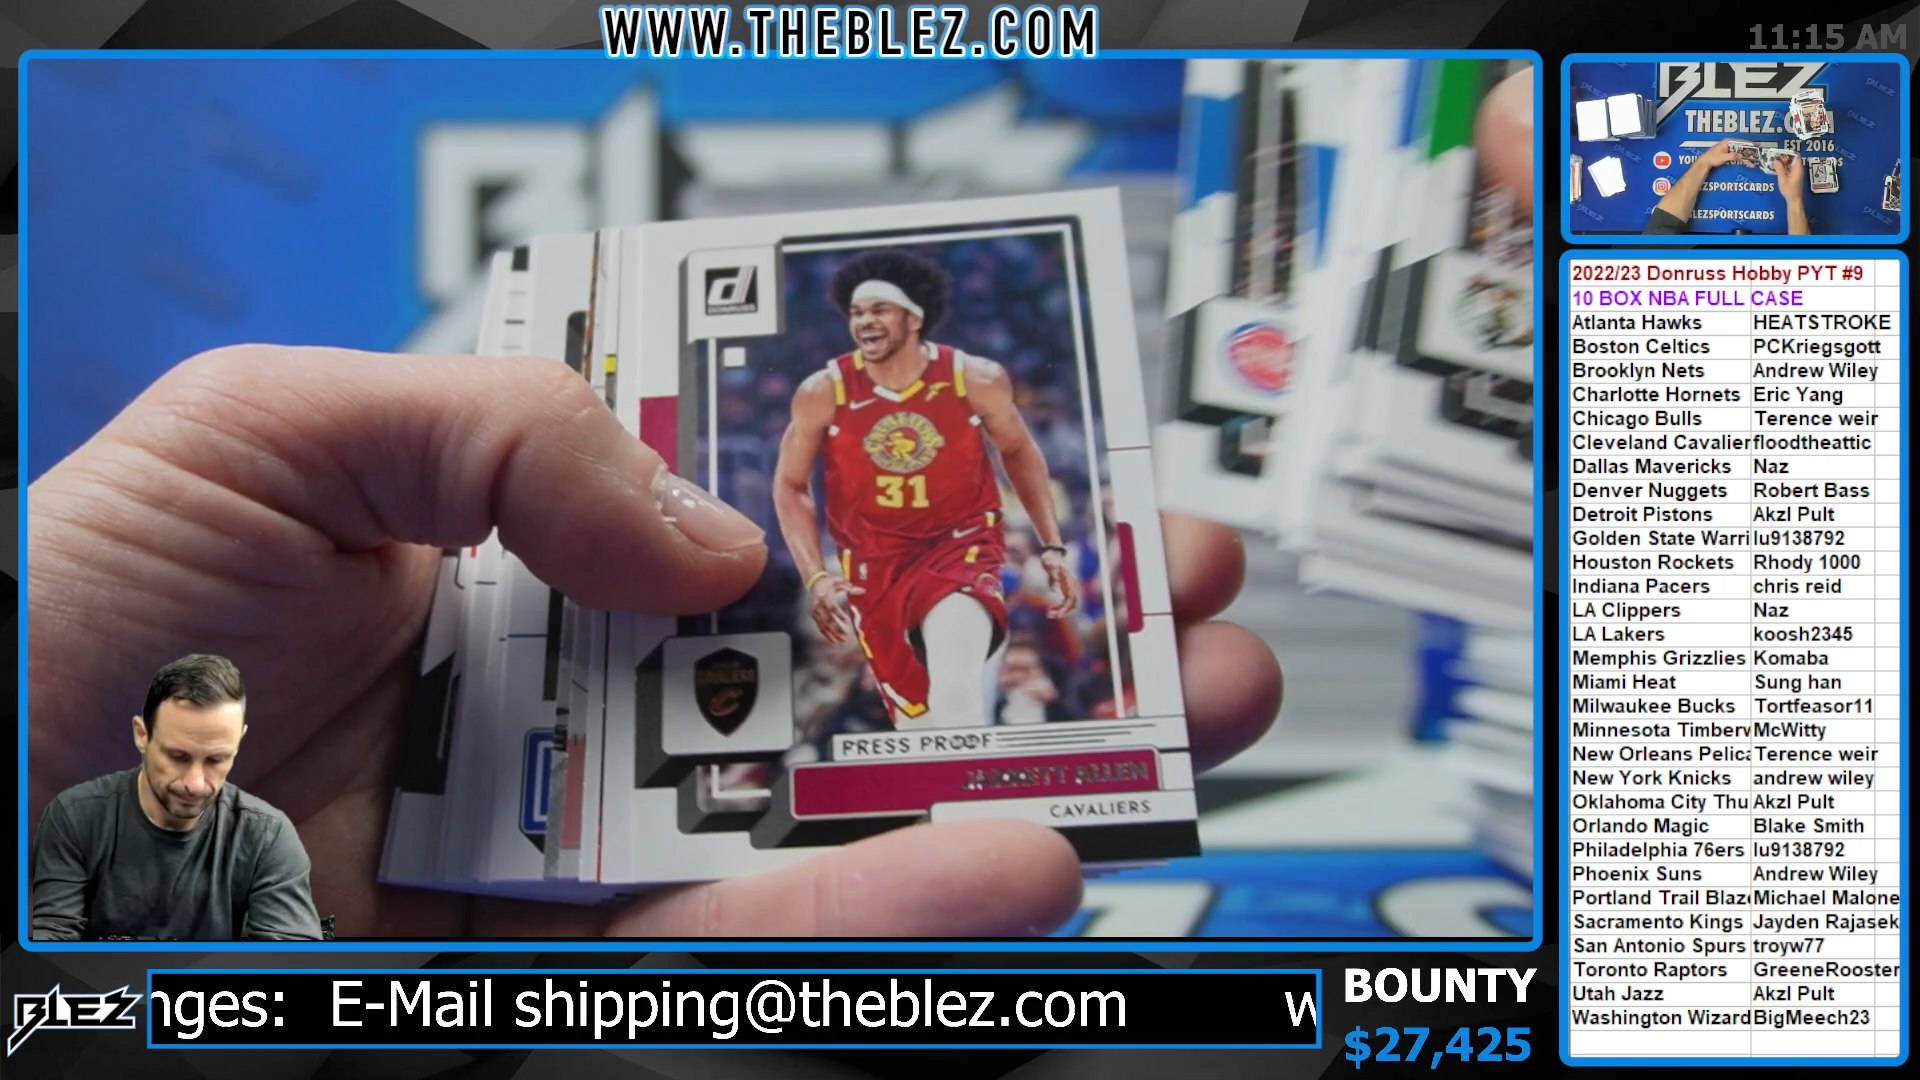 WWW.THEBLEZ.COM
11:15 AM
BLEZ
THEBLEZ.
EST 2016
LEZSPORTSCARDS
LEZSPORTSCARDS
DONRUSS
31
PRESS PROOF
JARRETT ALLEN
CAVALIERS
2022/23 Donruss Hobby PYT #9
10 BOX NBA FULL CASE
Atlanta Hawks HEATSTROKE
Boston Celtics PCKriegsgott
Brooklyn Nets Andrew Wiley
Charlotte Hornets Eric Yang
Chicago Bulls Terence weir
Cleveland Cavalier floodtheattic
Dallas Mavericks Naz
Denver Nuggets Robert Bass
Detroit Pistons Akzl Pult
Golden State Warri lu9138792
Houston Rockets Rhody 1000
Indiana Pacers chris reid
LA Clippers Naz
LA Lakers koosh2345
Memphis Grizzlies Komaba
Miami Heat Sung han
Milwaukee Bucks Tortfeasor11
Minnesota Timberv McWitty
New Orleans Pelica Terence weir
New York Knicks andrew wiley
Oklahoma City Thu Akzl Pult
Orlando Magic Blake Smith
Philadelphia 76ers lu9138792
Phoenix Suns Andrew Wiley
Portland Trail Blaze Michael Malone
Sacramento Kings Jayden Rajasek
San Antonio Spurs troyw77
Toronto Raptors GreeneRooster
Utah Jazz Akzl Pult
Washington Wizard BigMeech23
BLEZ
nges: E-Mail shipping@theblez.com w
BOUNTY
$27,425